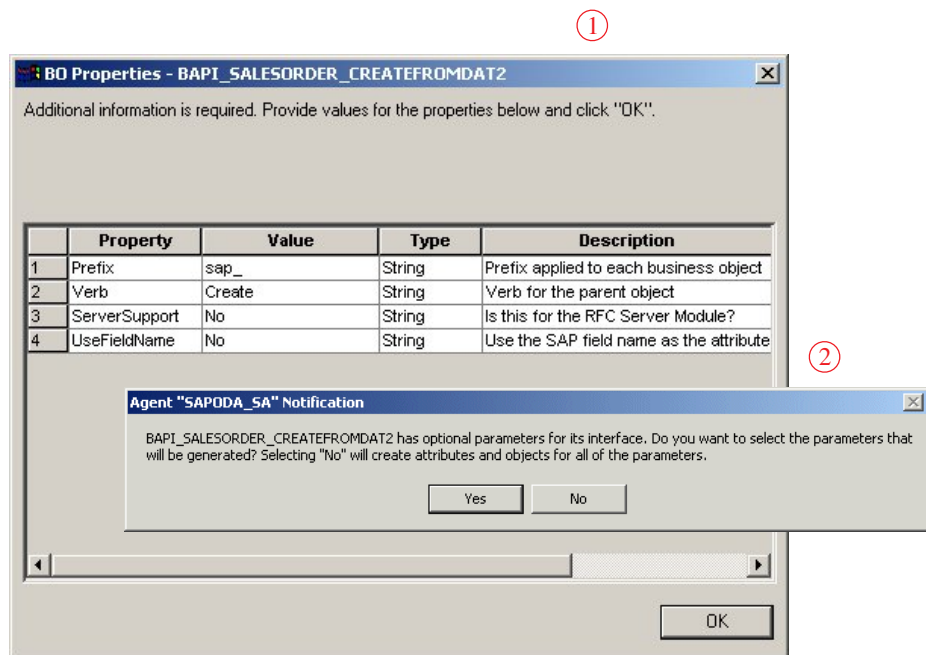 1
BO Properties - BAPI_SALESORDER_CREATEFROMDAT2
Additional information is required. Provide values for the properties below and click "OK".
Property Value Type Description
1 Prefix sap_ String Prefix applied to each business object
2 Verb Create String Verb for the parent object
3 ServerSupport No String Is this for the RFC Server Module?
4 UseFieldName No String Use the SAP field name as the attribute
2
Agent "SAPODA_SA" Notification
BAPI_SALESORDER_CREATEFROMDAT2 has optional parameters for its interface. Do you want to select the parameters that
will be generated? Selecting "No" will create attributes and objects for all of the parameters.
Yes No
OK